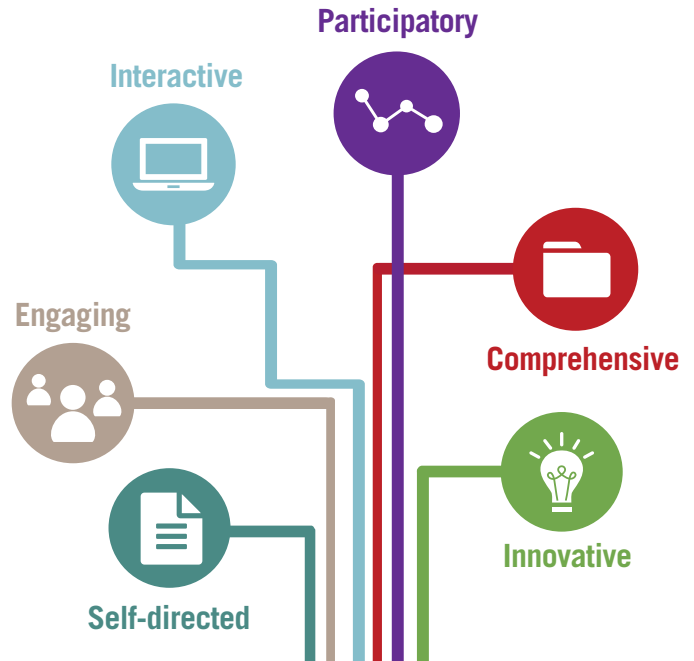 Participatory
Interactive
Engaging
Comprehensive
Innovative
Self-directed